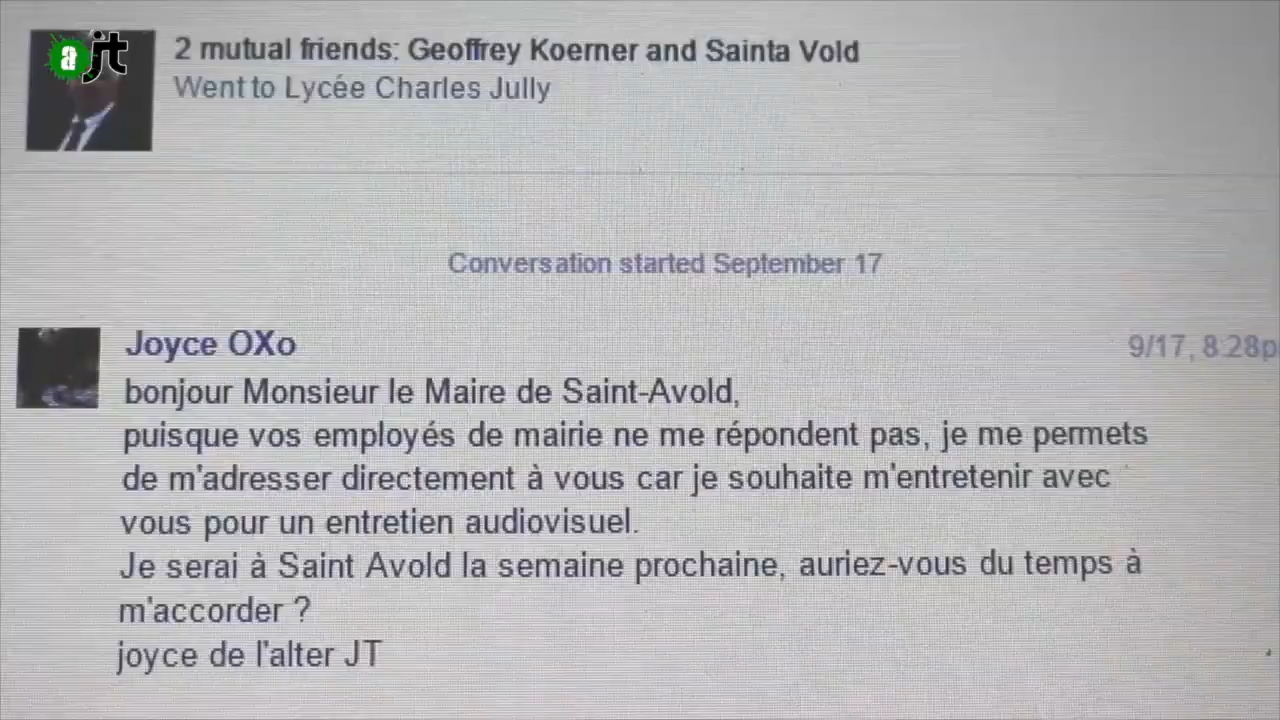 ajt
2 mutual friends: Geoffrey Koerner and Sainta Vold
Went to Lycée Charles Jully
Conversation started September 17
Joyce OXo
9/17, 8:28p
bonjour Monsieur le Maire de Saint-Avold,
puisque vos employés de mairie ne me répondent pas, je me permets
de m'adresser directement à vous car je souhaite m'entretenir avec
vous pour un entretien audiovisuel.
Je serai à Saint Avold la semaine prochaine, auriez-vous du temps à
m'accorder ?
joyce de l'alter JT